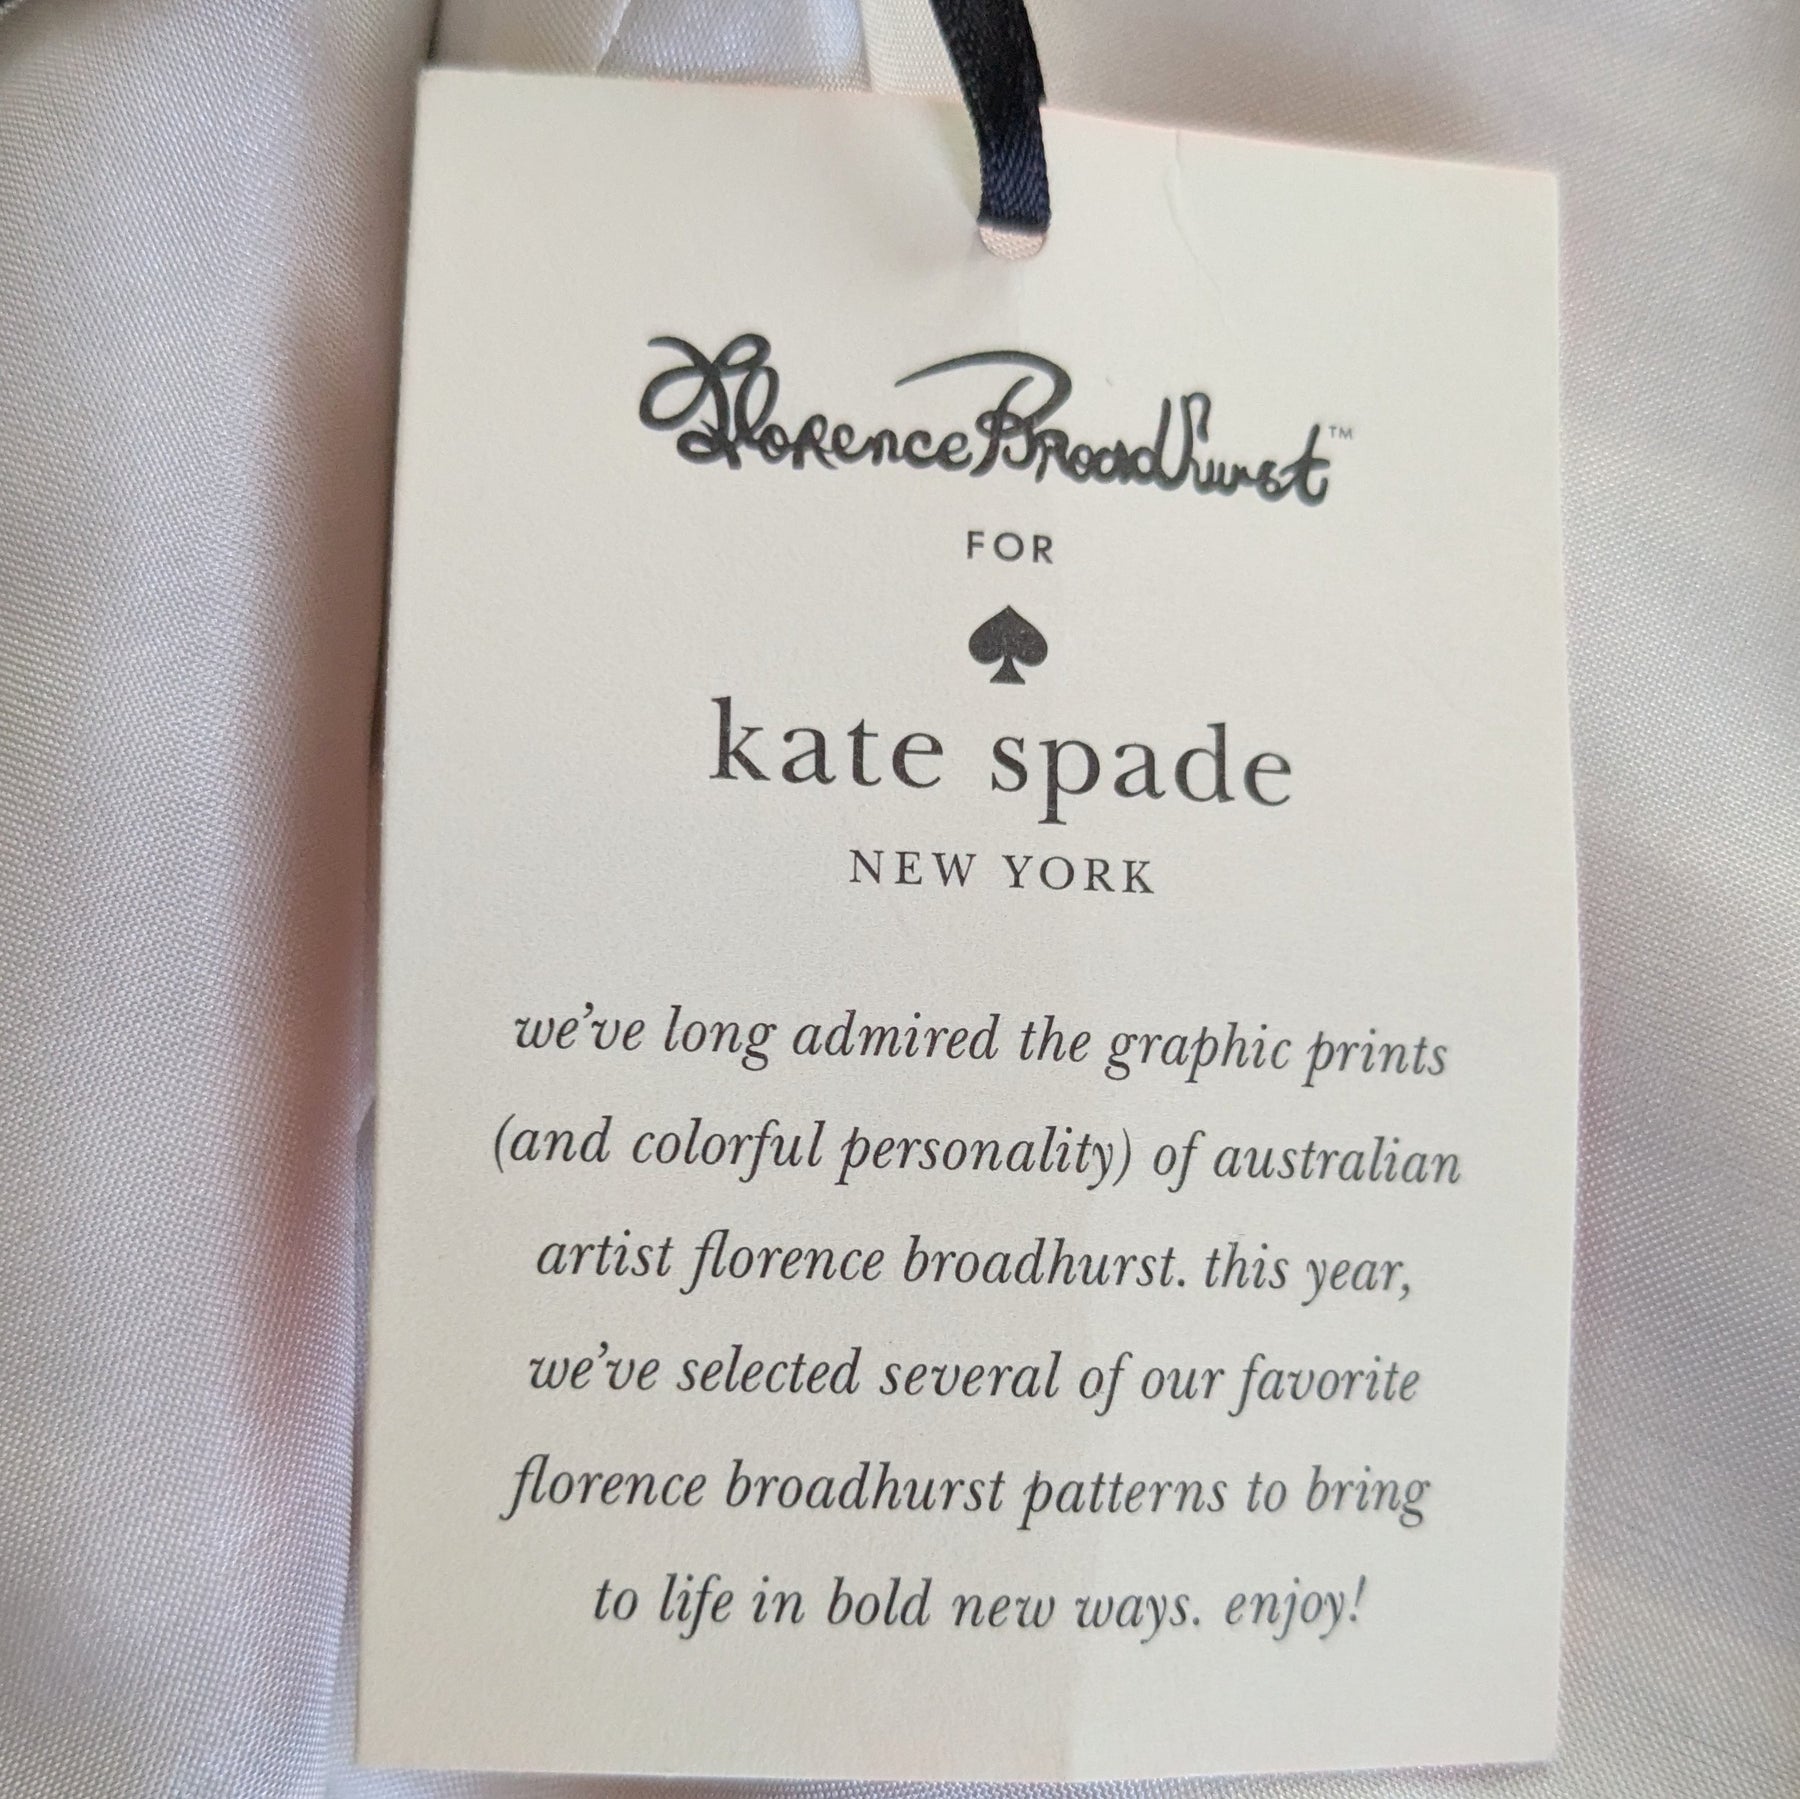 Florence Broadhurst™
FOR
kate spade
NEW YORK
we've long admired the graphic prints
(and colorful personality) of australian
artist florence broadhurst. this year,
we've selected several of our favorite
florence broadhurst patterns to bring
to life in bold new ways. enjoy!